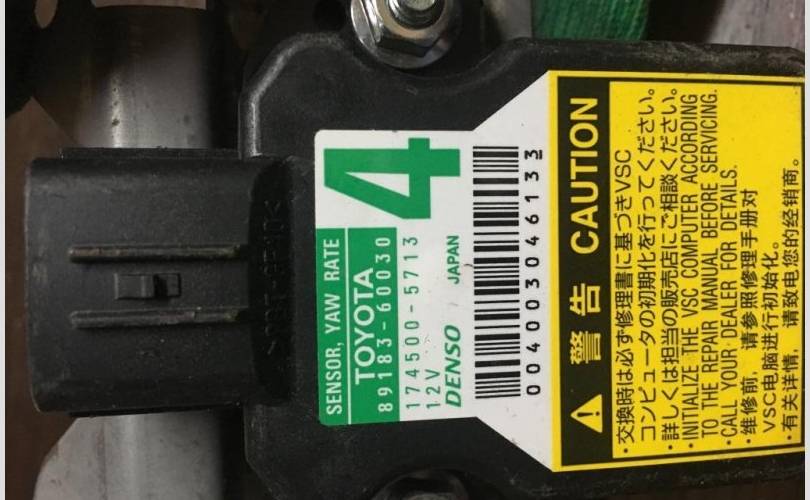 SENSOR, YAW RATE
TOYOTA
89183-60030
4
174500-5713
12V
DENSO JAPAN
0040030046133
警告 CAUTION
・交換時は必ず修理書に基づきVSC
コンピュータの初期化を行ってください。
・詳しくは担当の販売店にご相談ください。
・INITIALIZE THE VSC COMPUTER ACCORDING
TO THE REPAIR MANUAL BEFORE SERVICING.
・CALL YOUR DEALER FOR DETAILS.
・维修前，请参照修理手册对
VSC电脑进行初始化。
・有关详情，请致电您的经销商。